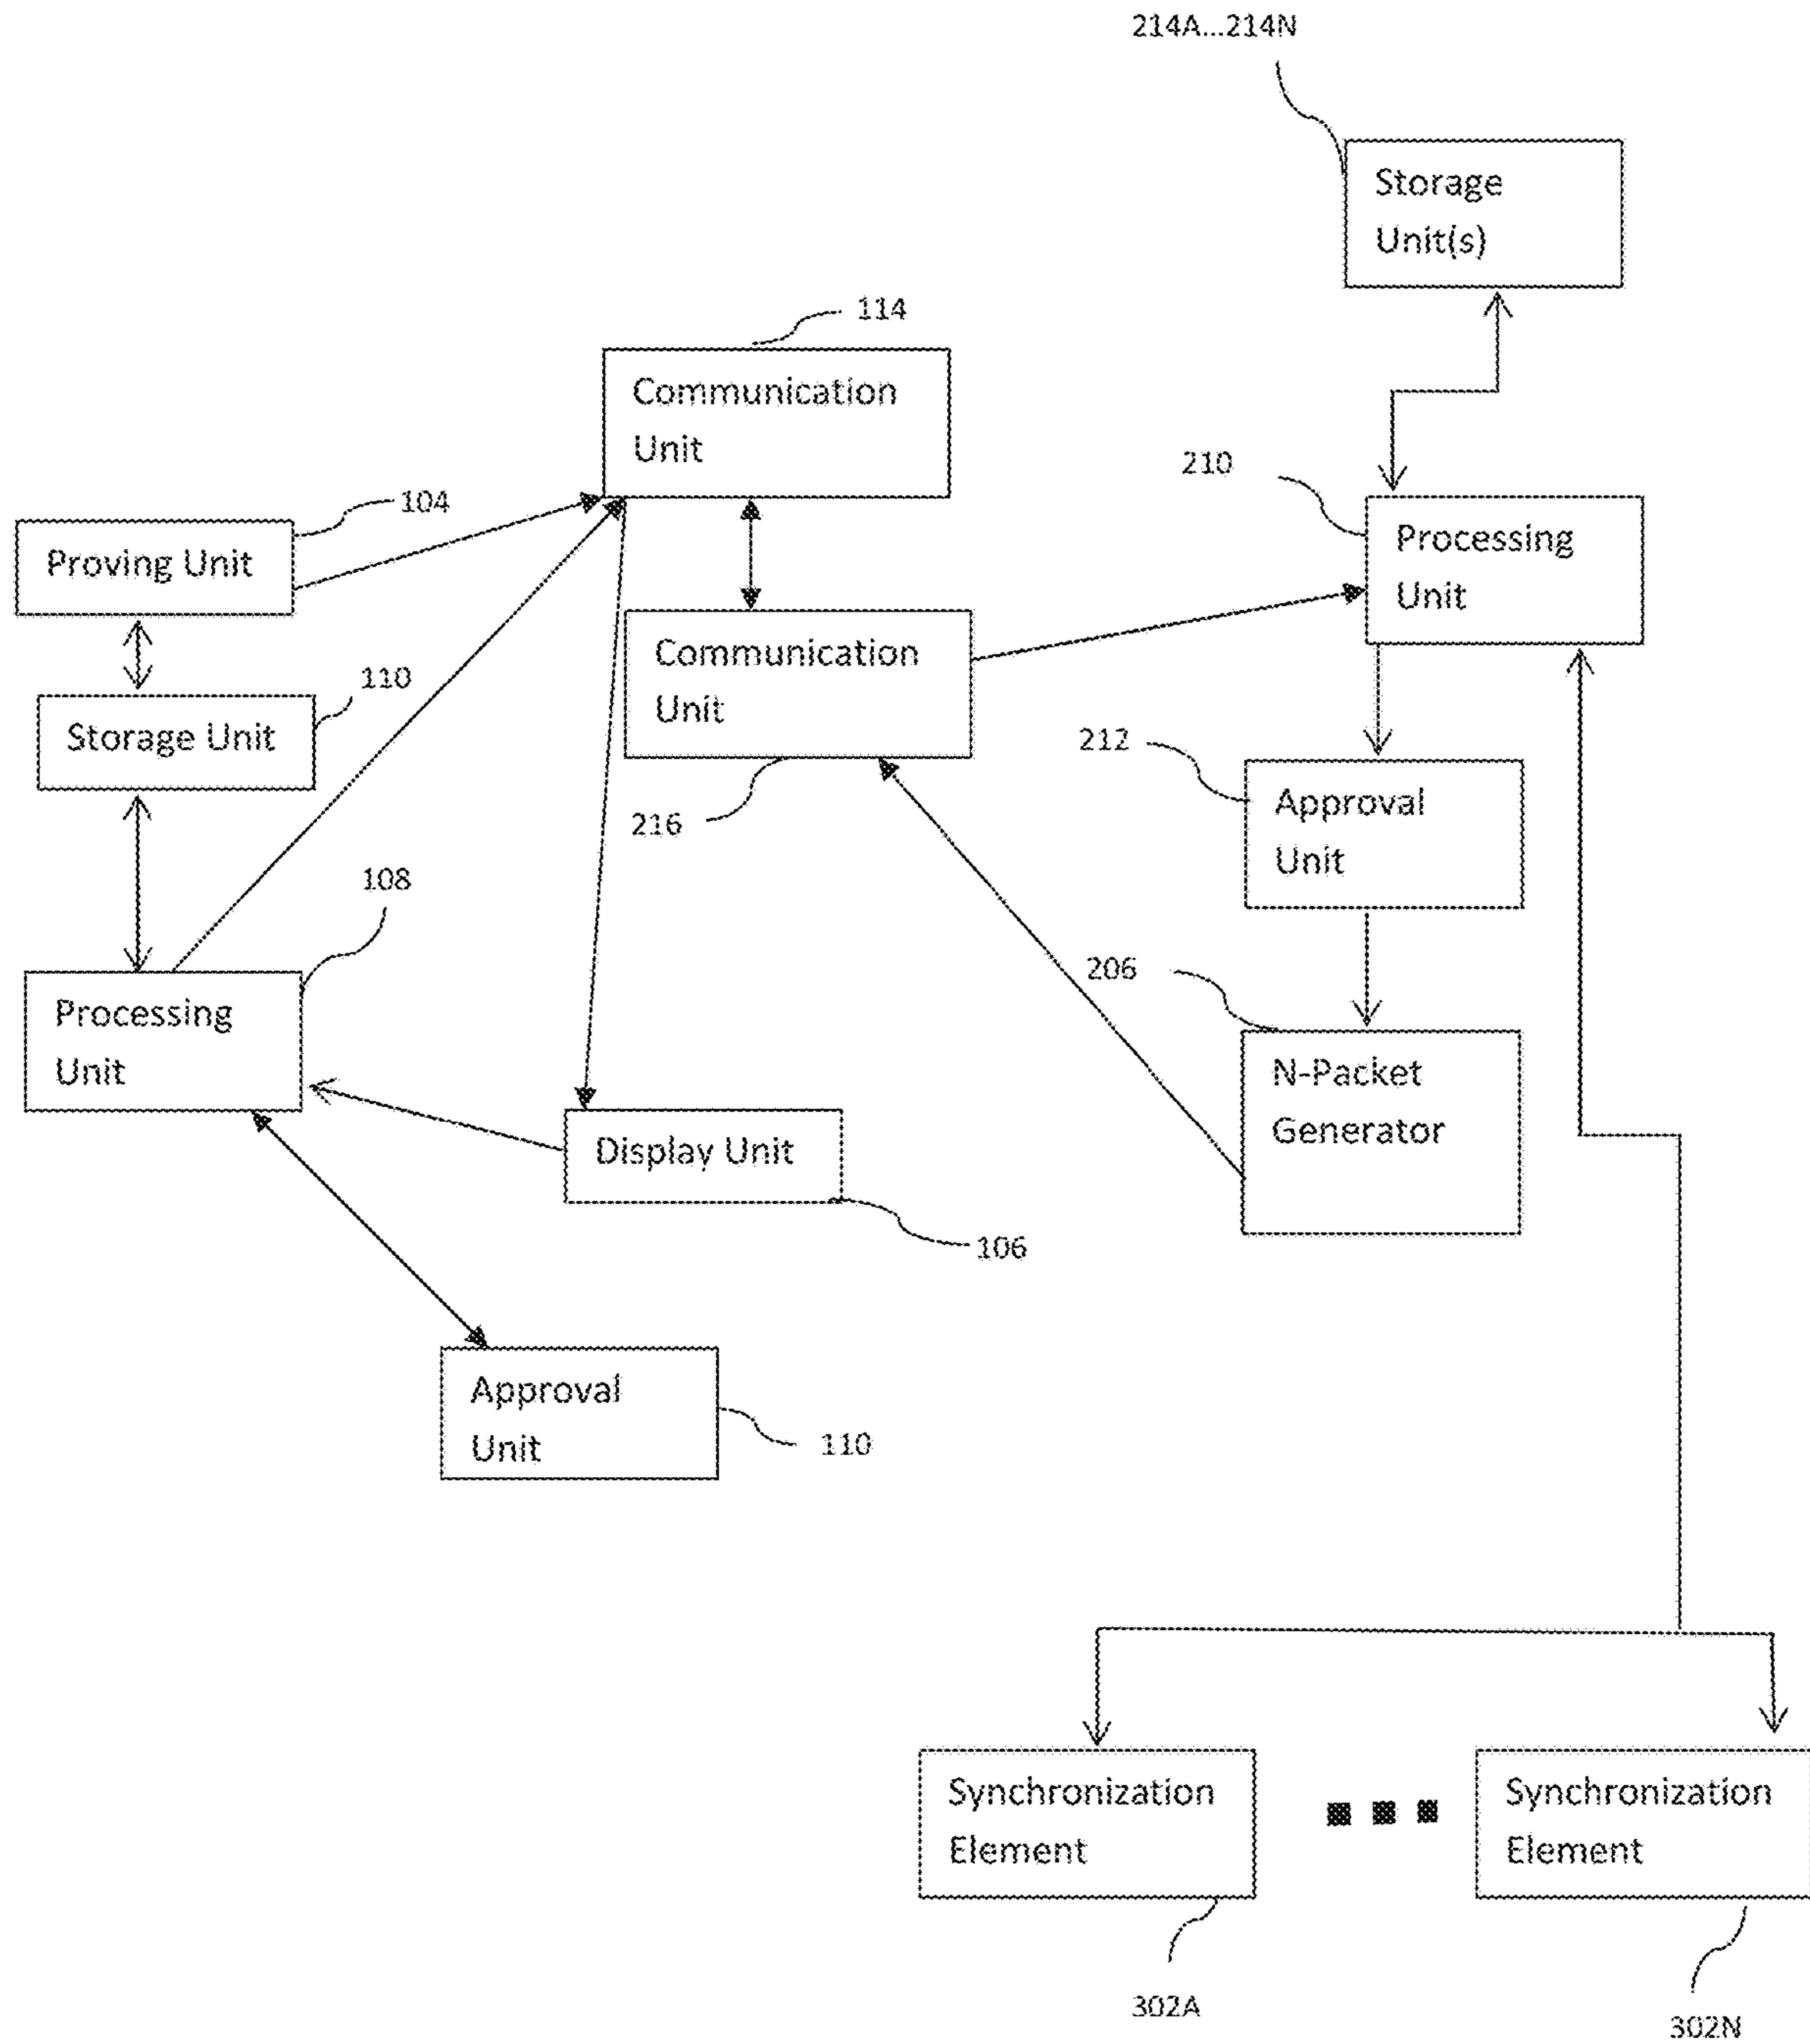 214A...214N
Storage
Unit(s)
114
Communication
Unit
210
Processing
Unit
104
Proving Unit
110
Storage Unit
Communication
Unit
216
212
Approval
Unit
108
Processing
Unit
206
N-Packet
Generator
Display Unit
106
Approval
Unit
110
Synchronization
Element
Synchronization
Element
302A
302N